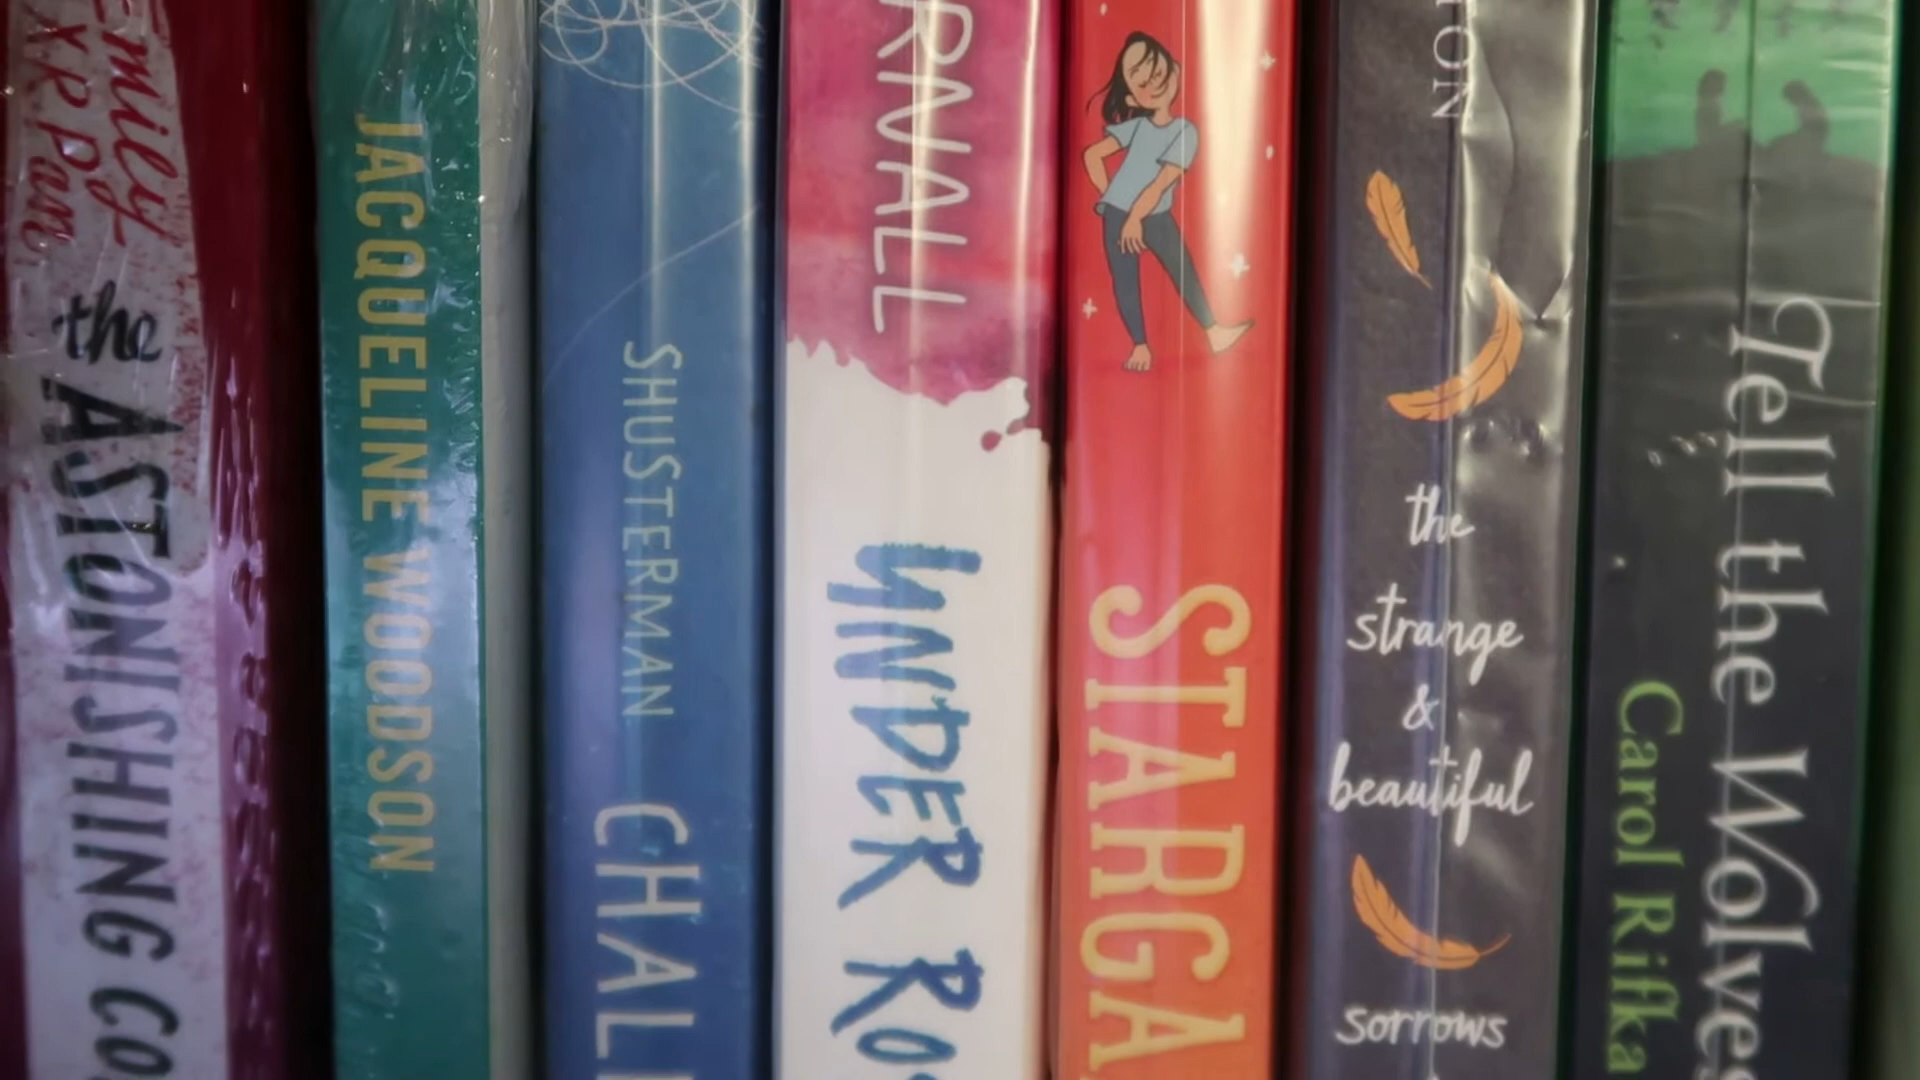 Emily
X.R. Pan
the ASTONISHING CO
JACQUELINE WOODSON
SHUSTERMAN CHAL
RNALL
UNDER RO
STARGA
TON
the
strange
&
beautiful
sorrows
Tell the Wolves
Carol Rifka